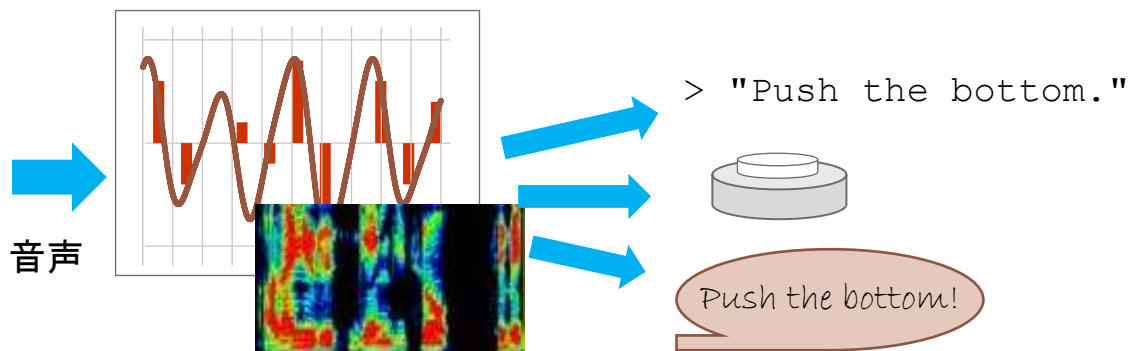 音声
> "Push the bottom."
Push the bottom!